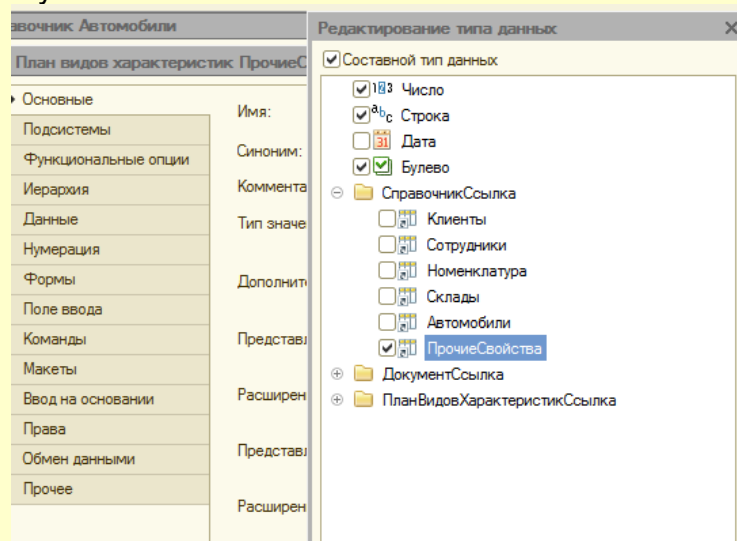 авочник Автомобили
План видов характеристик ПрочиеС
Основные
Подсистемы
Функциональные опции
Иерархия
Данные
Нумерация
Формы
Поле ввода
Команды
Макеты
Ввод на основании
Права
Обмен данными
Прочее
Имя:
Синоним:
Коммента
Тип значе
Дополнит
Представл
Расширен
Представл
Расширен
Редактирование типа данных
Составной тип данных
Число
Строка
Дата
Булево
СправочникСсылка
Клиенты
Сотрудники
Номенклатура
Склады
Автомобили
ПрочиеСвойства
ДокументСсылка
ПланВидовХарактеристикСсылка